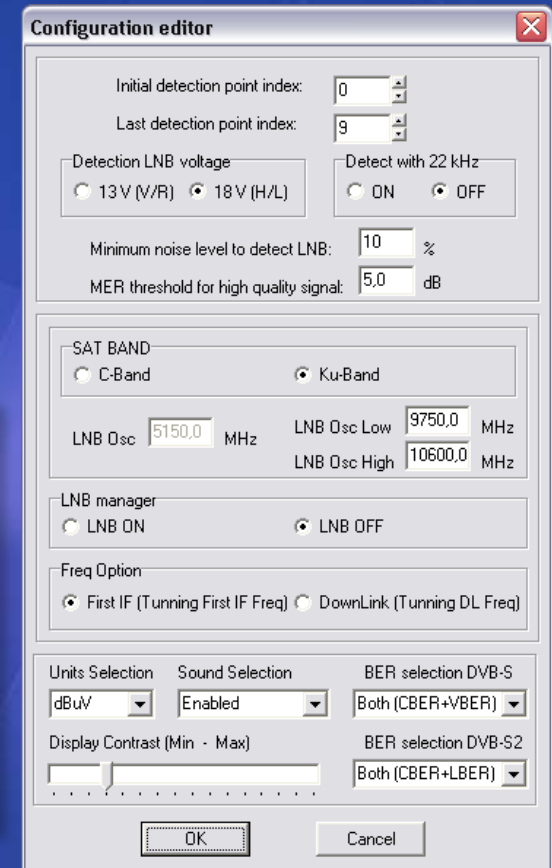 Configuration editor
Initial detection point index: 0
Last detection point index: 9
Detection LNB voltage
13 V (V/R) 18 V (H/L)
Detect with 22 kHz
ON OFF
Minimum noise level to detect LNB: 10 %
MER threshold for high quality signal: 5,0 dB
SAT BAND
C-Band Ku-Band
LNB Osc 5150,0 MHz
LNB Osc Low 9750,0 MHz
LNB Osc High 10600,0 MHz
LNB manager
LNB ON LNB OFF
Freq Option
First IF (Tunning First IF Freq) DownLink (Tunning DL Freq)
Units Selection Sound Selection BER selection DVB-S
dBuV Enabled Both (CBER+VBER)
Display Contrast (Min - Max) BER selection DVB-S2
Both (CBER+LBER)
OK Cancel